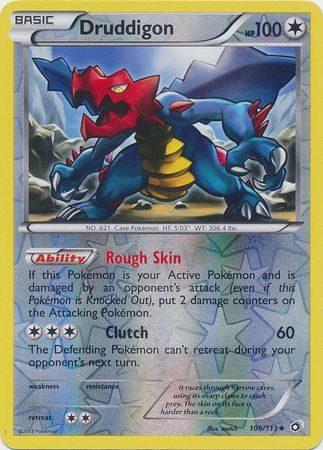 BASIC
Druddigon
HP100
NO. 621 Cave Pokémon HT: 5'03" WT: 306.4 lbs.
Ability Rough Skin
If this Pokémon is your Active Pokémon and is
damaged by an opponent's attack (even if this
Pokémon is Knocked Out), put 2 damage counters on
the Attacking Pokémon.
Clutch 60
The Defending Pokémon can't retreat during your
opponent's next turn.
weakness resistance
It races through narrow caves,
using its sharp claws to catch
prey. The skin on its face is
harder than a rock.
retreat
©2013 Pokémon
Illus. match
106/113